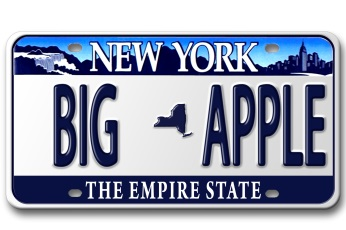 NEW YORK
BIG APPLE
THE EMPIRE STATE